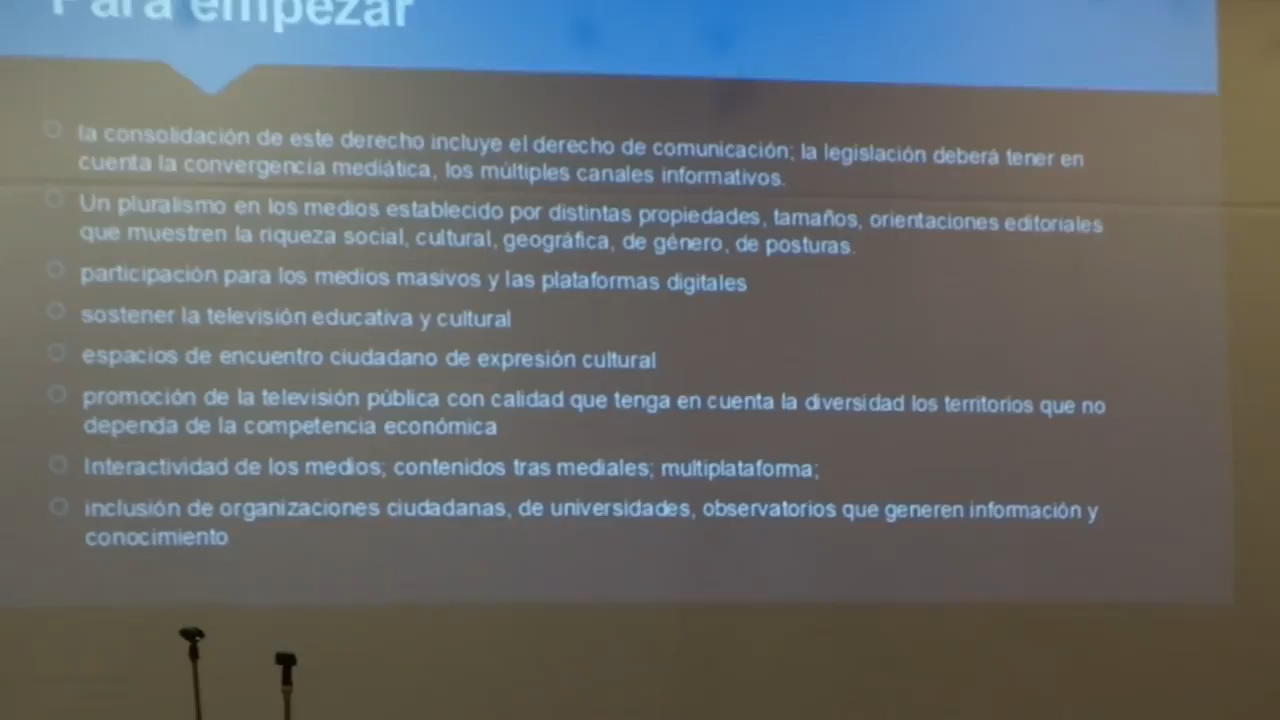 Para empezar
la consolidación de este derecho incluye el derecho de comunicación; la legislación deberá tener en
cuenta la convergencia mediática, los múltiples canales informativos.
Un pluralismo en los medios establecido por distintas propiedades, tamaños, orientaciones editoriales
que muestren la riqueza social, cultural, geográfica, de género, de posturas.
participación para los medios masivos y las plataformas digitales
sostener la televisión educativa y cultural
espacios de encuentro ciudadano de expresión cultural
promoción de la televisión pública con calidad que tenga en cuenta la diversidad los territorios que no
dependa de la competencia económica
Interactividad de los medios; contenidos tras mediales; multiplataforma;
inclusión de organizaciones ciudadanas, de universidades, observatorios que generen información y
conocimiento